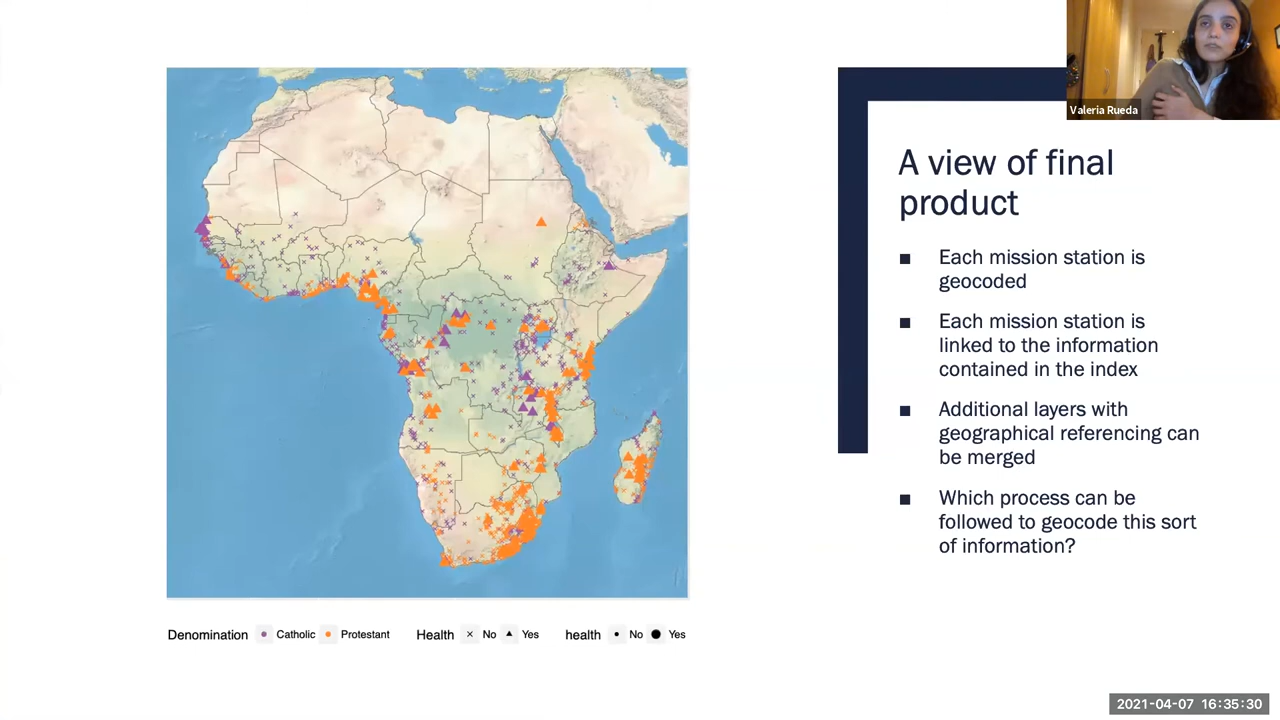 Valeria Rueda
A view of final
product
■ Each mission station is
geocoded
■ Each mission station is
linked to the information
contained in the index
■ Additional layers with
geographical referencing can
be merged
■ Which process can be
followed to geocode this sort
of information?
Denomination Catholic Protestant Health No Yes health No Yes
2021-04-07 16:35:30